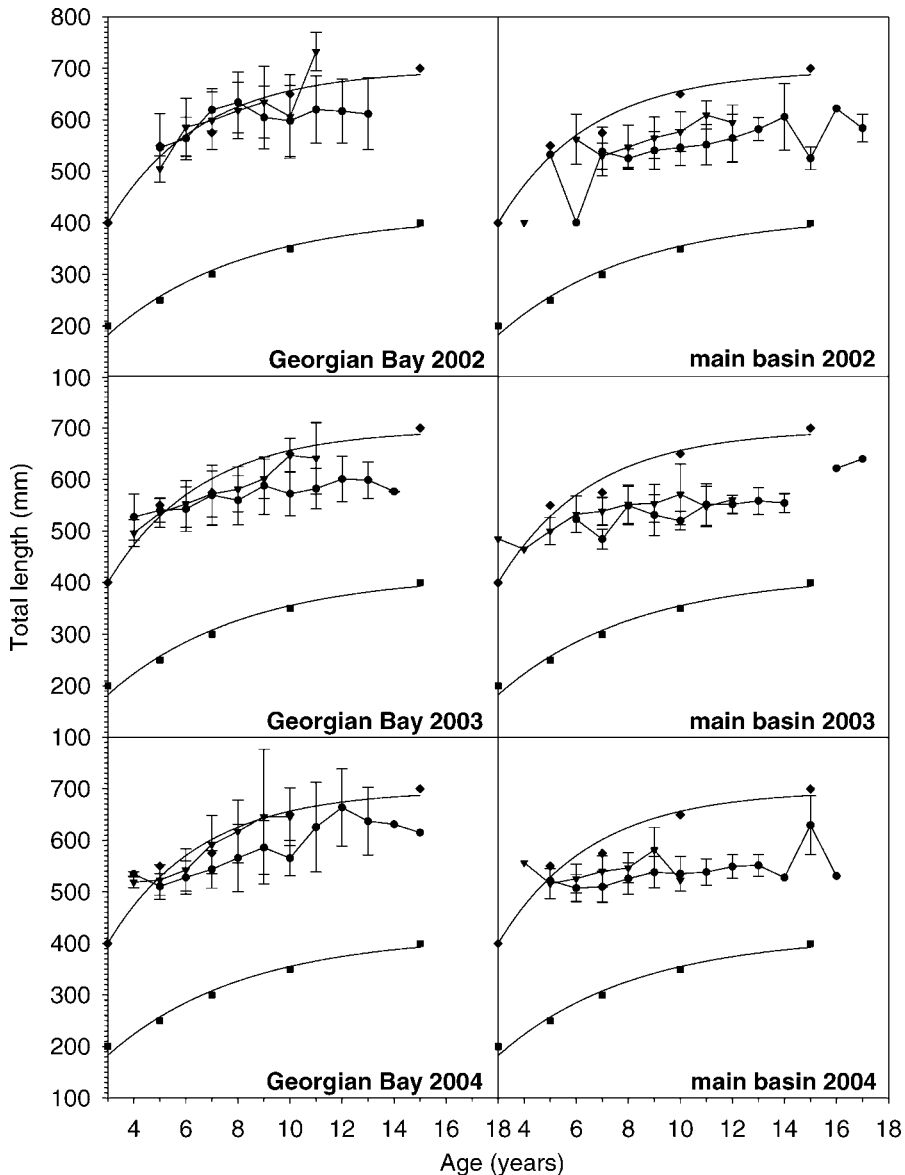 800
700
600
500
400
300
200
Georgian Bay 2002
main basin 2002
100
700
600
500
400
300
200
Total length (mm)
Georgian Bay 2003
main basin 2003
100
700
600
500
400
300
200
100
Georgian Bay 2004
main basin 2004
4 6 8 10 12 14 16 18 4 6 8 10 12 14 16 18
Age (years)